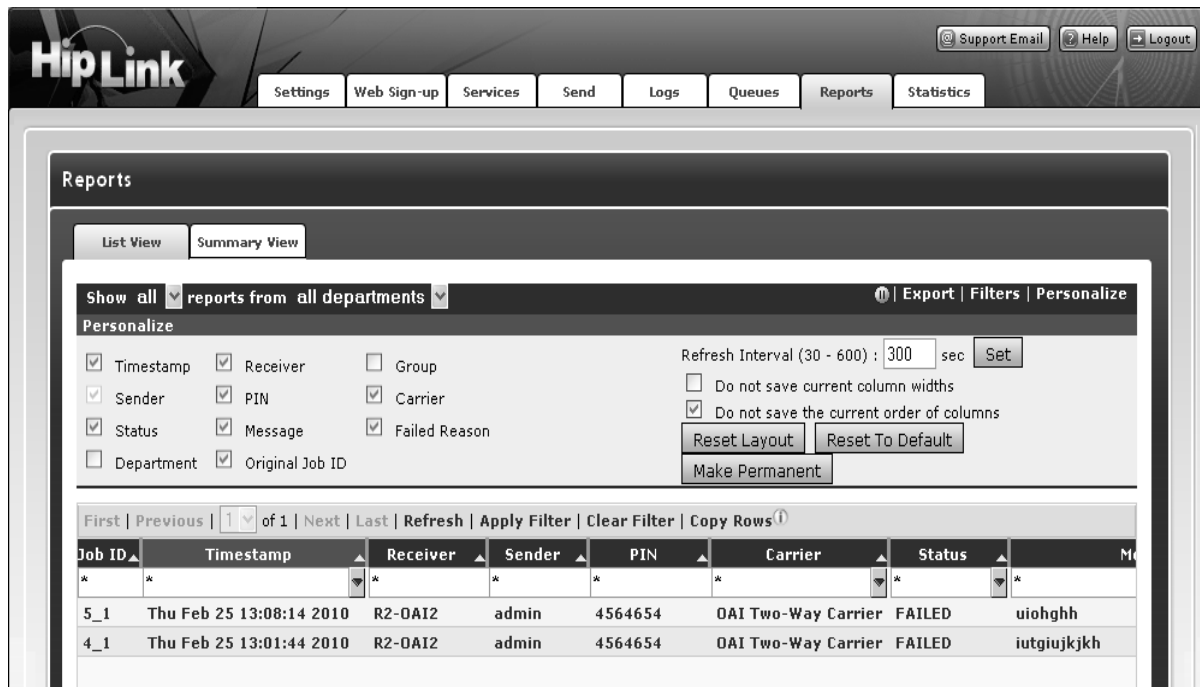 HipLink
Support Email Help Logout
Settings Web Sign-up Services Send Logs Queues Reports Statistics
Reports
List View Summary View
Show all reports from all departments | Export | Filters | Personalize
Personalize
Timestamp Receiver Group Refresh Interval (30 - 600) : 300 sec Set
Sender PIN Carrier Do not save current column widths
Status Message Failed Reason Do not save the current order of columns
Department Original Job ID Reset Layout Reset To Default
Make Permanent
First | Previous | 1 of 1 | Next | Last | Refresh | Apply Filter | Clear Filter | Copy Rows
Job ID Timestamp Receiver Sender PIN Carrier Status
* * * * * * * *
5_1 Thu Feb 25 13:08:14 2010 R2-OAI2 admin 4564654 OAI Two-Way Carrier FAILED uiohghh
4_1 Thu Feb 25 13:01:44 2010 R2-OAI2 admin 4564654 OAI Two-Way Carrier FAILED iutgiujkjkh